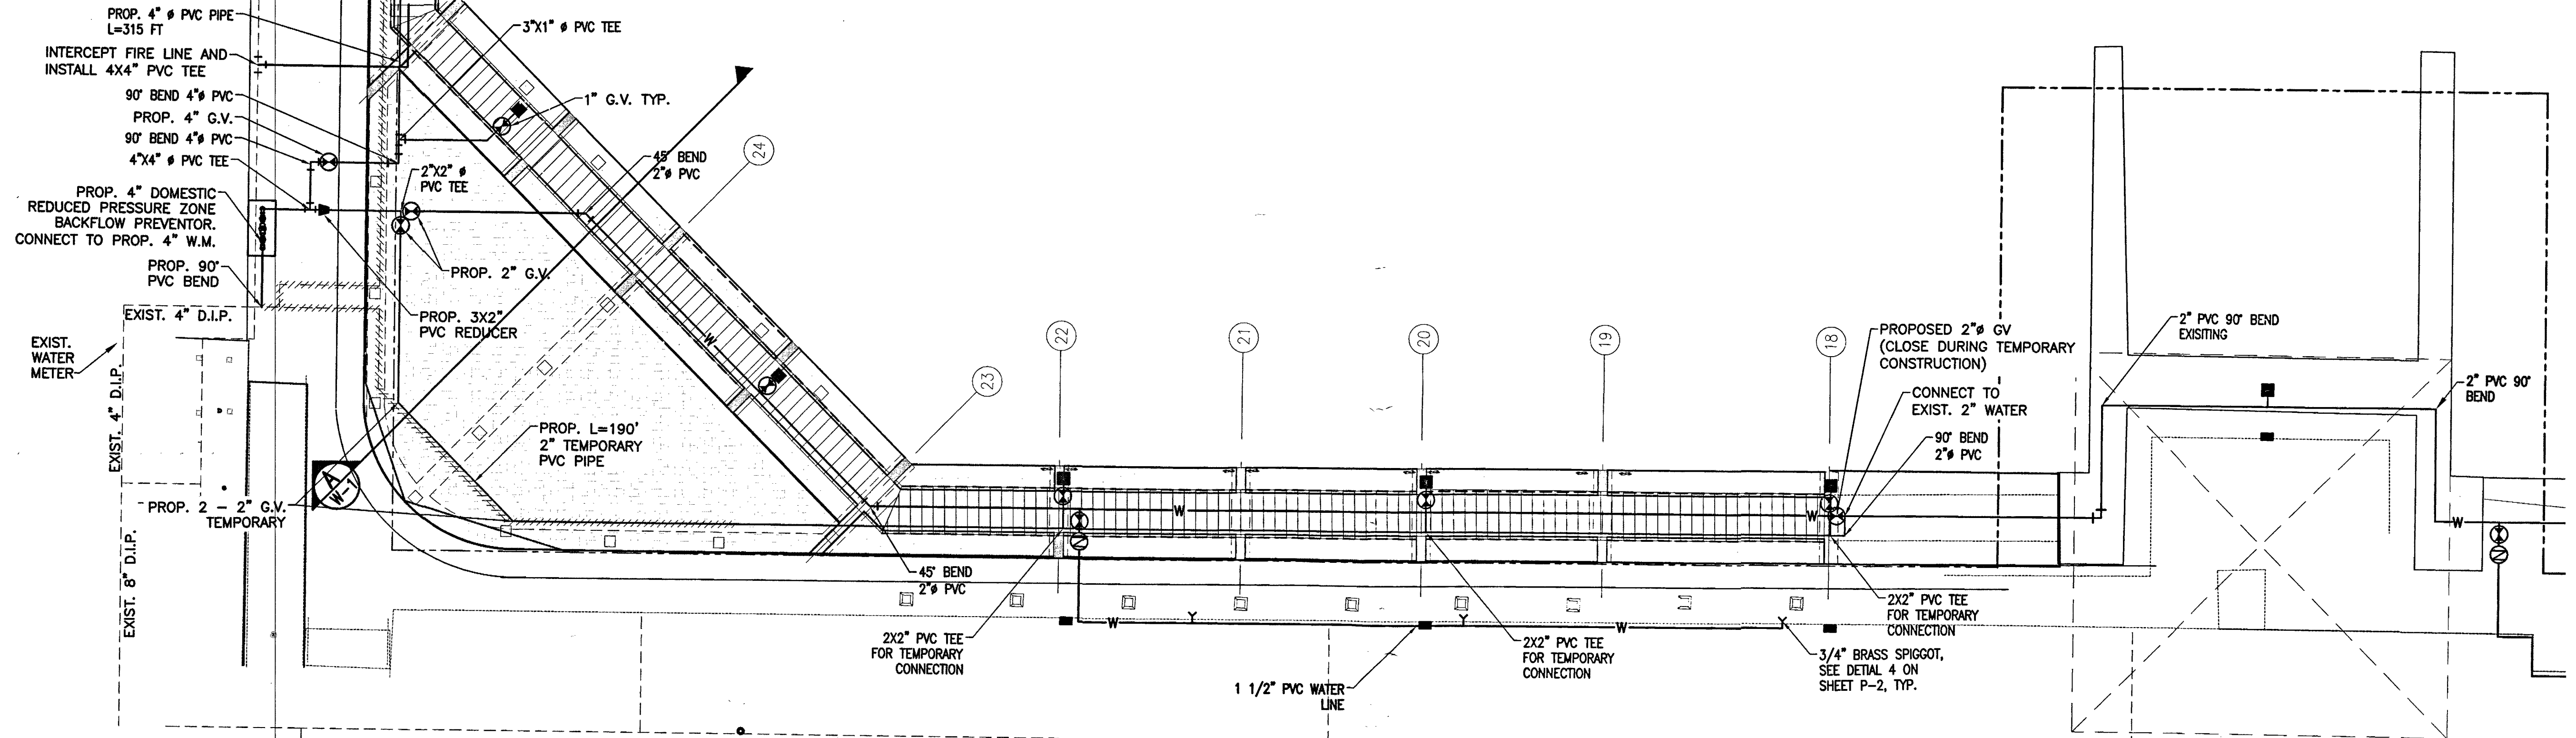 PROP. 4" ø PVC PIPE
L=315 FT
INTERCEPT FIRE LINE AND
INSTALL 4X4" PVC TEE
90° BEND 4"ø PVC
PROP. 4" G.V.
90° BEND 4"ø PVC
4"X4" ø PVC TEE
PROP. 4" DOMESTIC
REDUCED PRESSURE ZONE
BACKFLOW PREVENTOR.
CONNECT TO PROP. 4" W.M.
PROP. 90°
PVC BEND
EXIST. 4" D.I.P.
EXIST.
WATER
METER
EXIST. 4" D.I.P.
EXIST. 8" D.I.P.
PROP. 2 - 2" G.V.
TEMPORARY
A
W-1
3"X1" ø PVC TEE
1" G.V. TYP.
45° BEND
2"ø PVC
2"X2" ø
PVC TEE
PROP. 2" G.V.
PROP. 3X2"
PVC REDUCER
PROP. L=190'
2" TEMPORARY
PVC PIPE
W
24
23
22
21
20
19
18
W
W
45° BEND
2"ø PVC
2X2" PVC TEE
FOR TEMPORARY
CONNECTION
W
W
1 1/2" PVC WATER
LINE
2X2" PVC TEE
FOR TEMPORARY
CONNECTION
3/4" BRASS SPIGGOT,
SEE DETIAL 4 ON
SHEET P-2, TYP.
2X2" PVC TEE
FOR TEMPORARY
CONNECTION
PROPOSED 2"ø GV
(CLOSE DURING TEMPORARY
CONSTRUCTION)
CONNECT TO
EXIST. 2" WATER
90° BEND
2"ø PVC
2" PVC 90° BEND
EXISITING
2" PVC 90°
BEND
W